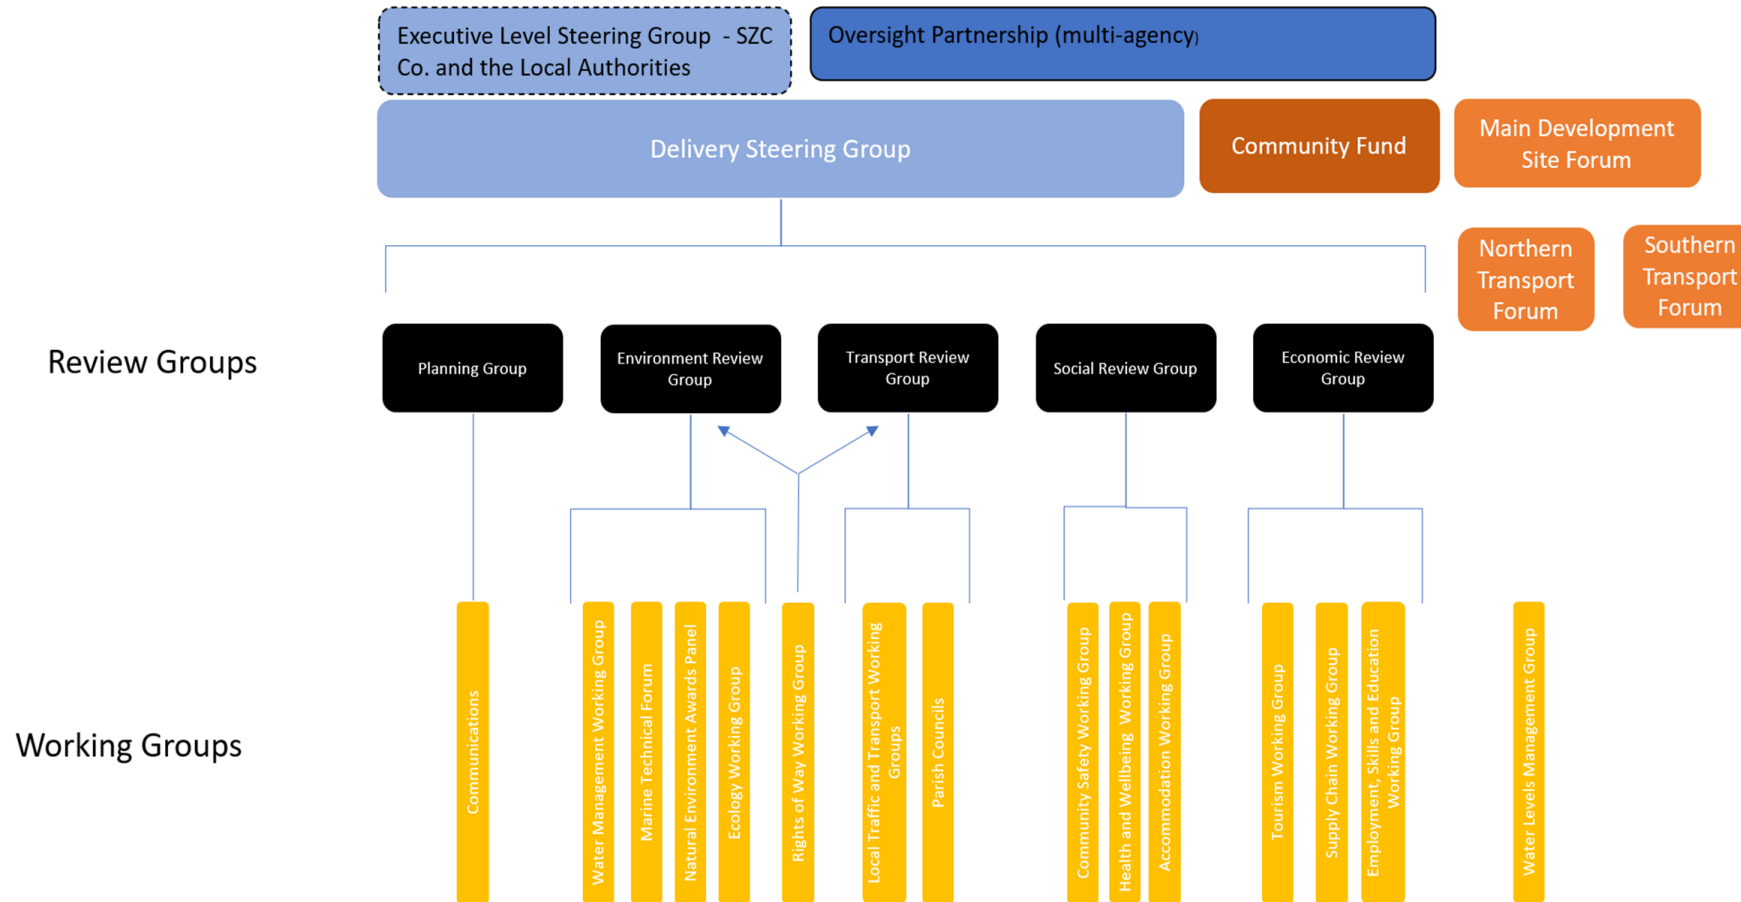 Executive Level Steering Group - SZC
Co. and the Local Authorities
Oversight Partnership (multi-agency)
Delivery Steering Group
Community Fund
Main Development
Site Forum
Northern
Transport
Forum
Southern
Transport
Forum
Review Groups
Planning Group
Environment Review
Group
Transport Review
Group
Social Review Group
Economic Review
Group
Working Groups
Communications
Water Management Working Group
Marine Technical Forum
Natural Environment Awards Panel
Ecology Working Group
Rights of Way Working Group
Local Traffic and Transport Working
Groups
Parish Councils
Community Safety Working Group
Health and Wellbeing Working Group
Accommodation Working Group
Tourism Working Group
Supply Chain Working Group
Employment, Skills and Education
Working Group
Water Levels Management Group